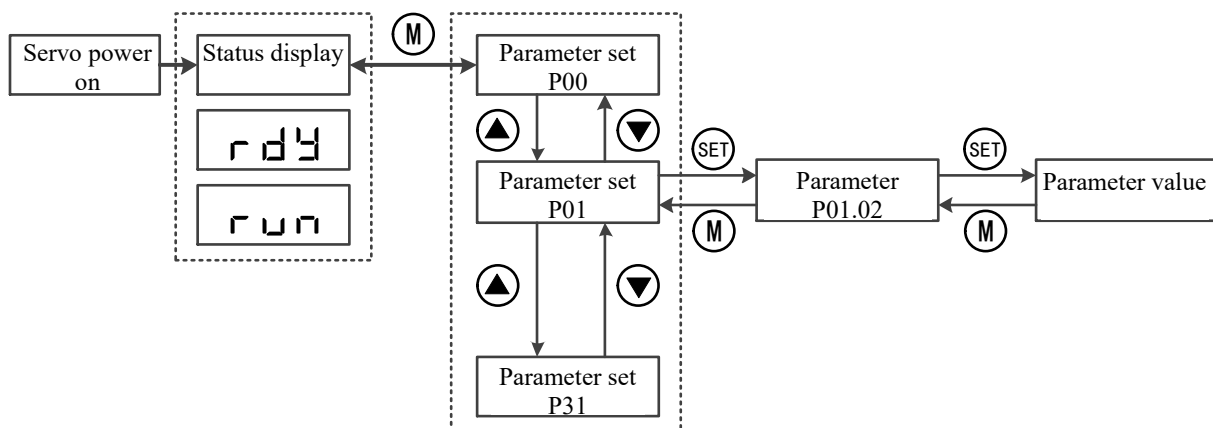 Servo power
on
Status display
rdy
run
M
Parameter set
P00
Parameter set
P01
SET
M
Parameter
P01.02
SET
M
Parameter value
Parameter set
P31